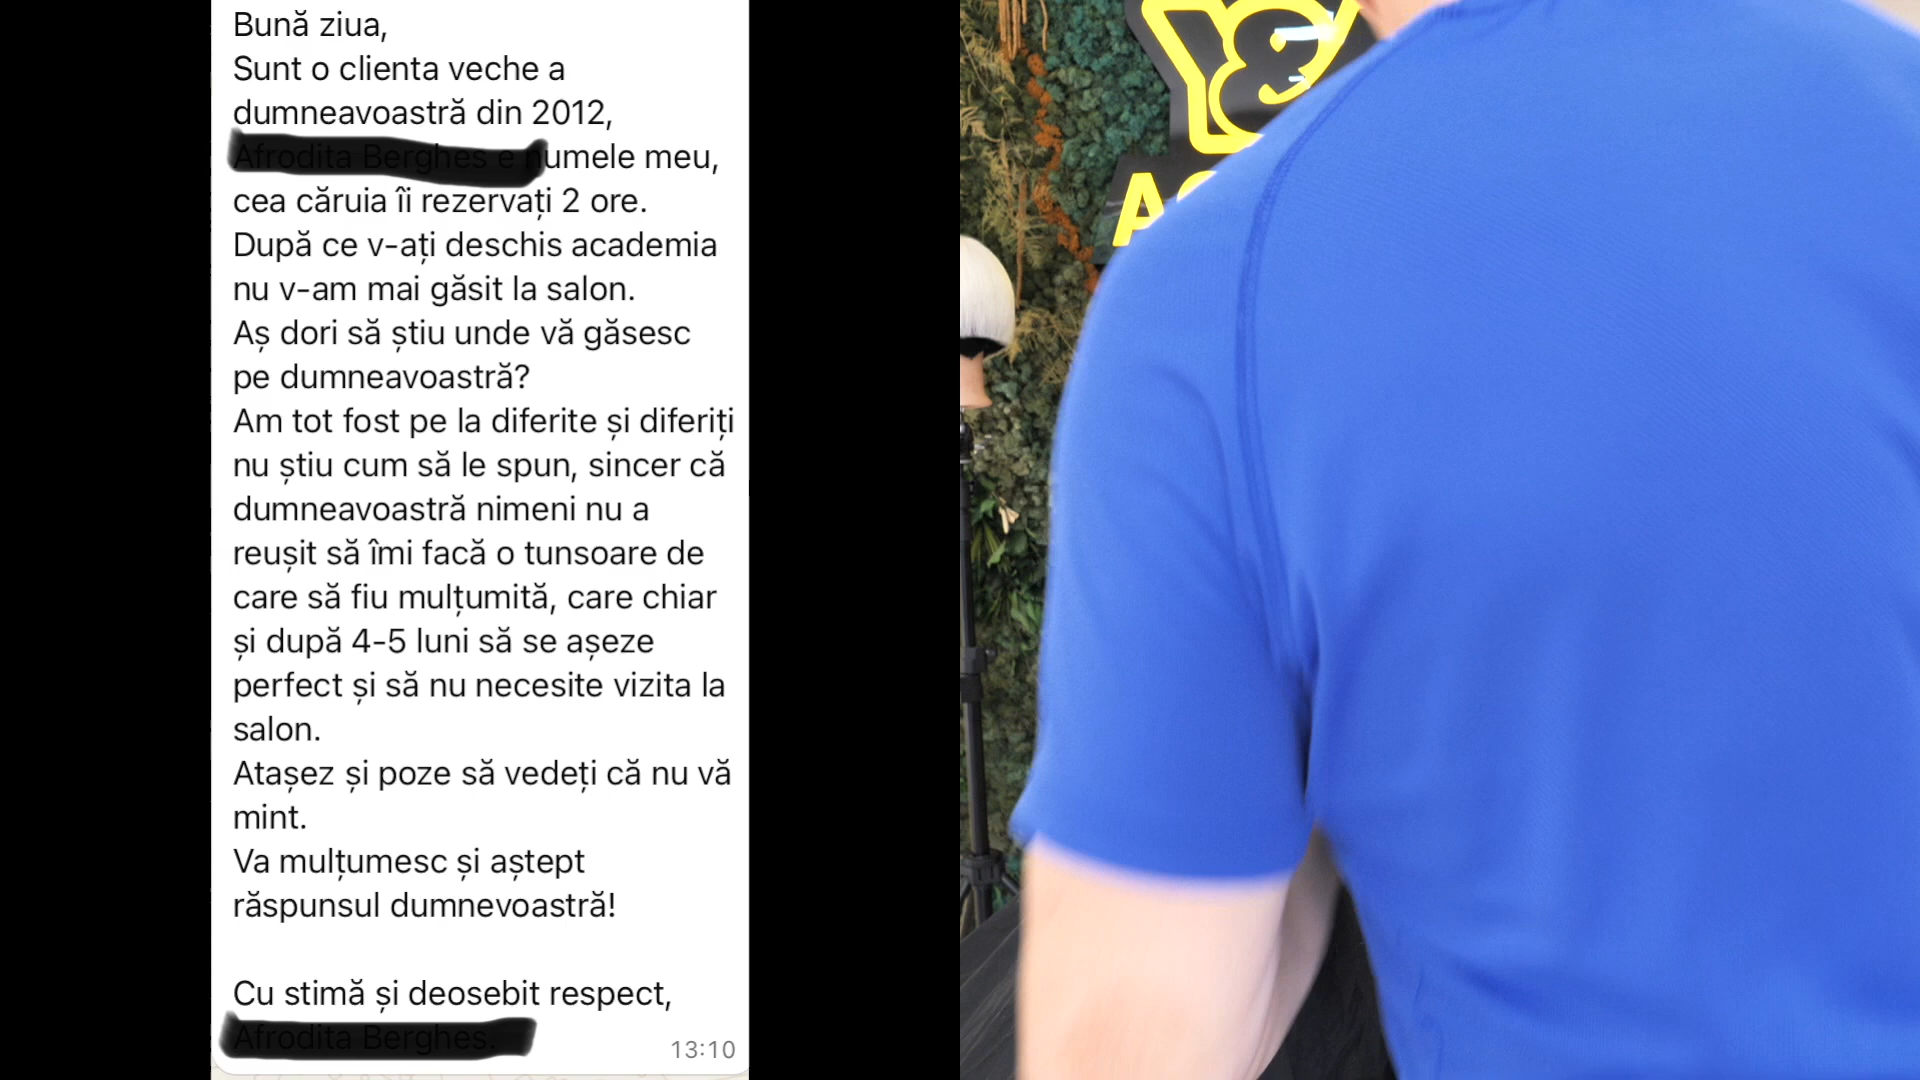 Bună ziua,
Sunt o clienta veche a
dumneavoastră din 2012,
numele meu,
cea căruia îi rezervați 2 ore.
După ce v-ați deschis academia
nu v-am mai găsit la salon.
Aș dori să știu unde vă găsesc
pe dumneavoastră?
Am tot fost pe la diferite și diferiți
nu știu cum să le spun, sincer că
dumneavoastră nimeni nu a
reușit să îmi facă o tunsoare de
care să fiu mulțumită, care chiar
și după 4-5 luni să se așeze
perfect și să nu necesite vizita la
salon.
Atașez și poze să vedeți că nu vă
mint.
Va mulțumesc și aștept
răspunsul dumnevoastră!
Cu stimă și deosebit respect,
13:10